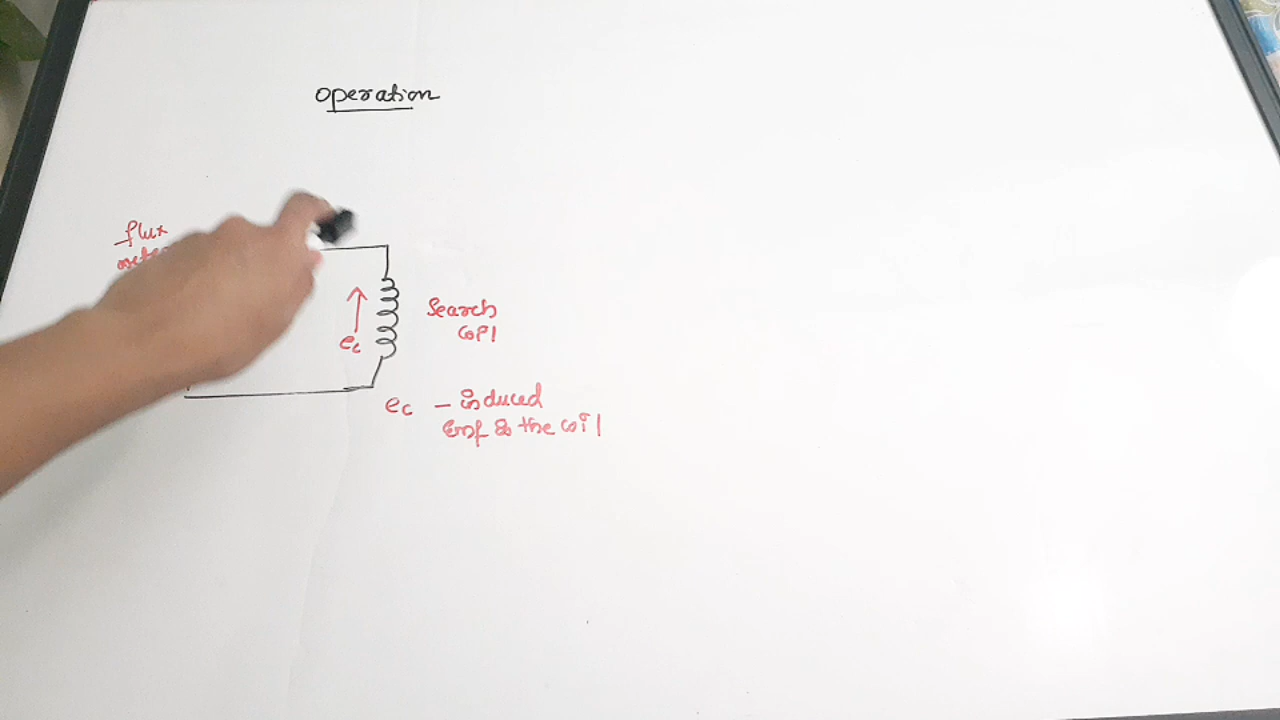 Operation
flux
Search
coil
ec
ec – induced
emf in the coil